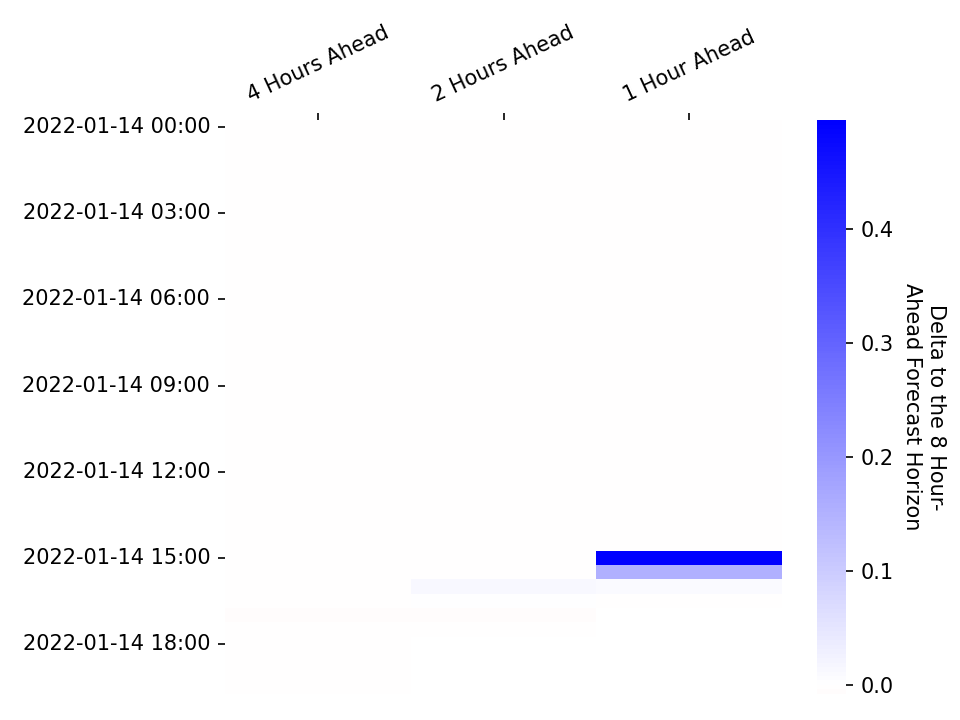 4 Hours Ahead
2 Hours Ahead
1 Hour Ahead
2022-01-14 00:00
2022-01-14 03:00
2022-01-14 06:00
2022-01-14 09:00
2022-01-14 12:00
2022-01-14 15:00
2022-01-14 18:00
0.4
0.3
0.2
0.1
0.0
Delta to the 8 Hour-
Ahead Forecast Horizon